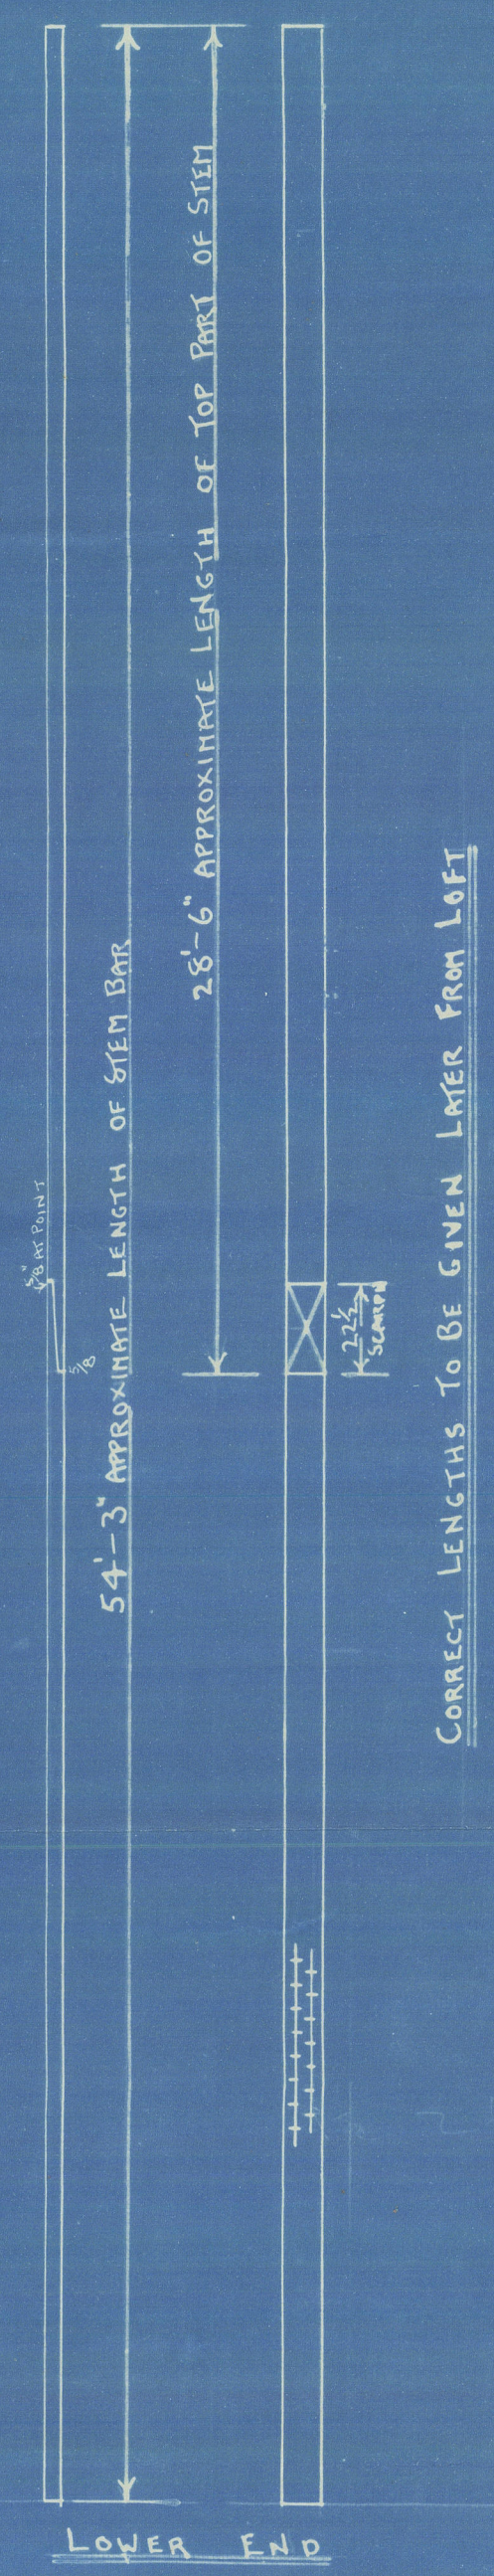 5/8" AT POINT
5/8
54'-3" APPROXIMATE LENGTH OF STEM BAR
28'-6" APPROXIMATE LENGTH OF TOP PART OF STEM
22½
SCARPH
CORRECT LENGTHS TO BE GIVEN LATER FROM LOFT
LOWER END